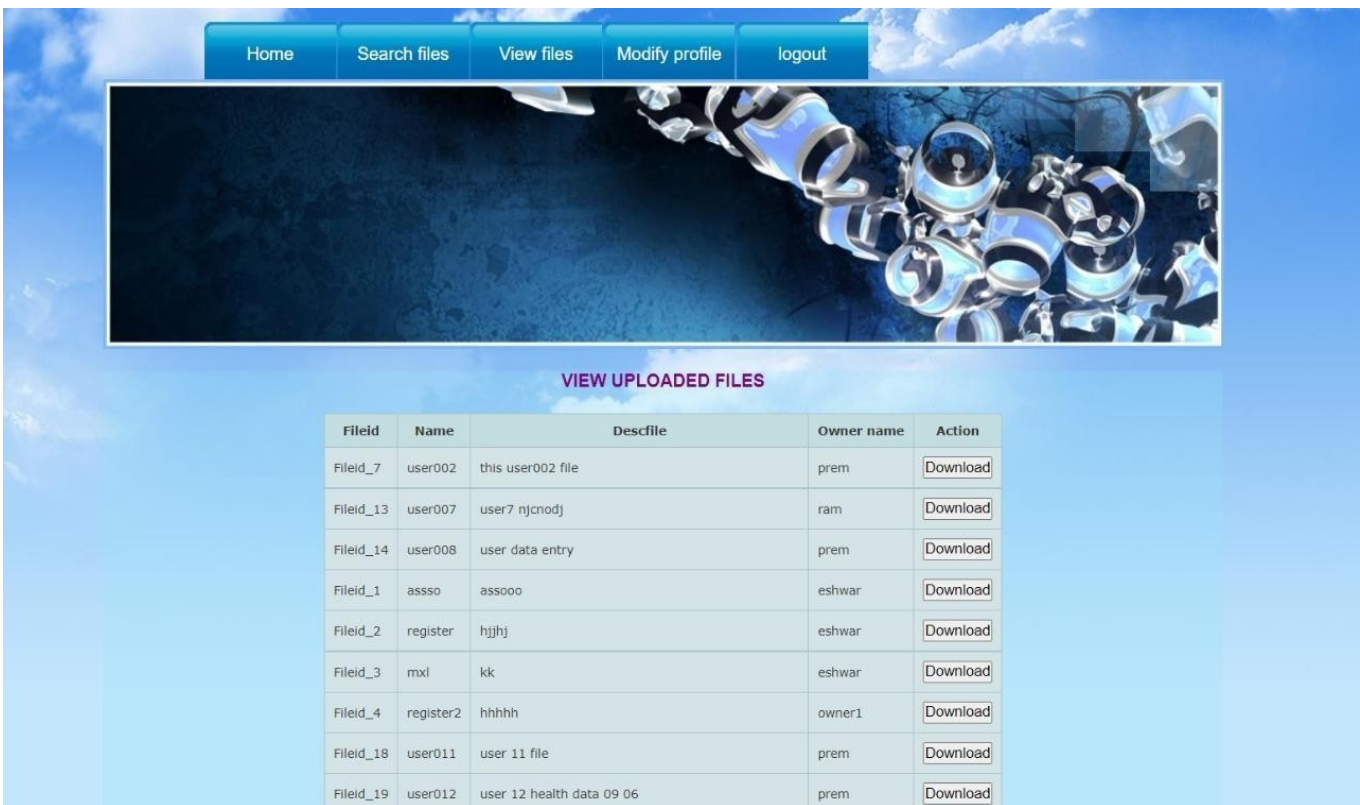 Home Search files View files Modify profile logout
VIEW UPLOADED FILES
Fileid Name Descfile Owner name Action
Fileid_7 user002 this user002 file prem Download
Fileid_13 user007 user7 njcnodj ram Download
Fileid_14 user008 user data entry prem Download
Fileid_1 assso assooo eshwar Download
Fileid_2 register hjjhj eshwar Download
Fileid_3 mxl kk eshwar Download
Fileid_4 register2 hhhhh owner1 Download
Fileid_18 user011 user 11 file prem Download
Fileid_19 user012 user 12 health data 09 06 prem Download